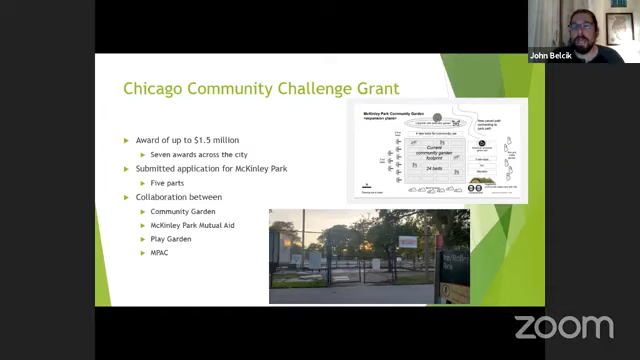 John Belcik
Chicago Community Challenge Grant
Award of up to $1.5 million
Seven awards across the city
Submitted application for McKinley Park
Five parts
Collaboration between
Community Garden
McKinley Park Mutual Aid
Play Garden
MPAC
McKinley Park Community Garden
Current
community garden
footprint
24 beds
zoom